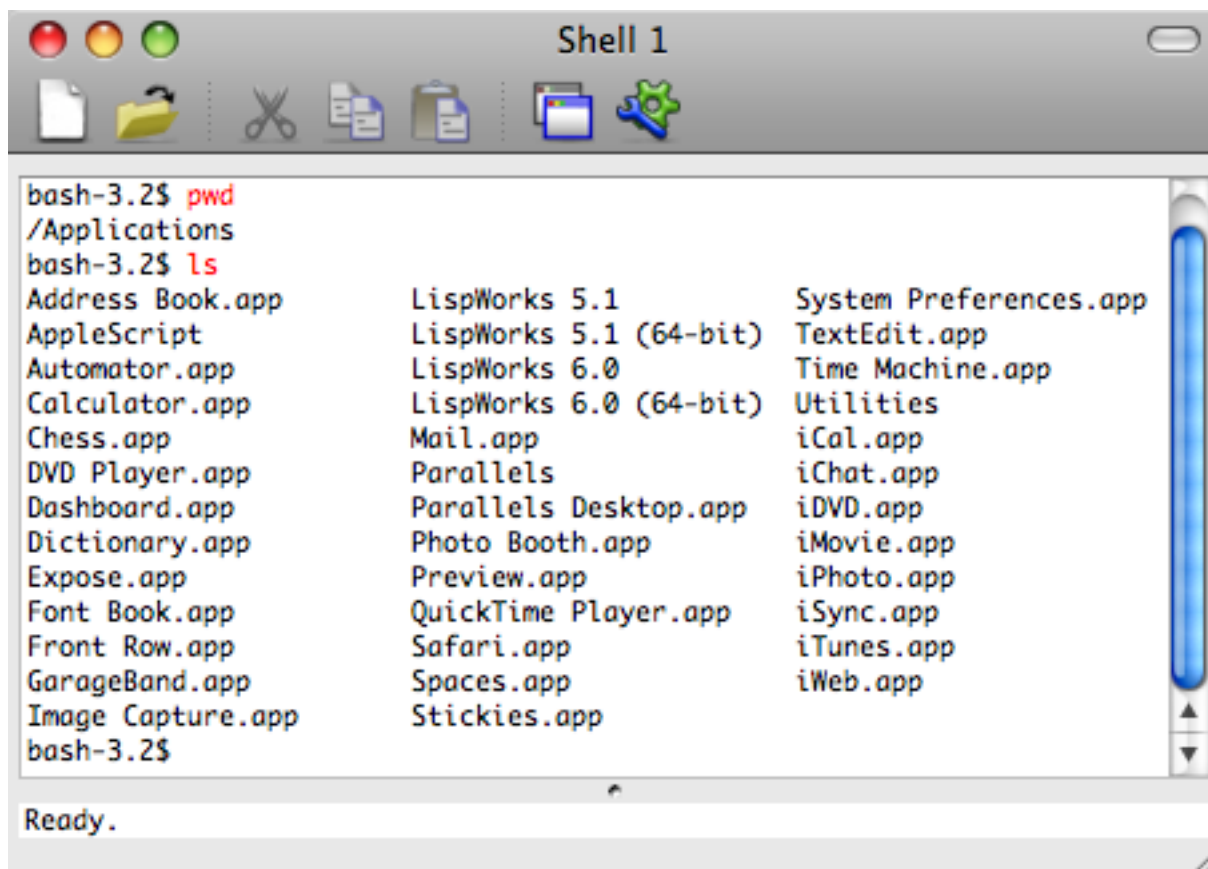 Shell 1
bash-3.2$ pwd
/Applications
bash-3.2$ ls
Address Book.app        LispWorks 5.1           System Preferences.app
AppleScript             LispWorks 5.1 (64-bit)  TextEdit.app
Automator.app           LispWorks 6.0           Time Machine.app
Calculator.app          LispWorks 6.0 (64-bit)  Utilities
Chess.app               Mail.app                iCal.app
DVD Player.app          Parallels               iChat.app
Dashboard.app           Parallels Desktop.app   iDVD.app
Dictionary.app          Photo Booth.app         iMovie.app
Expose.app              Preview.app             iPhoto.app
Font Book.app           QuickTime Player.app    iSync.app
Front Row.app           Safari.app              iTunes.app
GarageBand.app          Spaces.app              iWeb.app
Image Capture.app       Stickies.app
bash-3.2$
Ready.